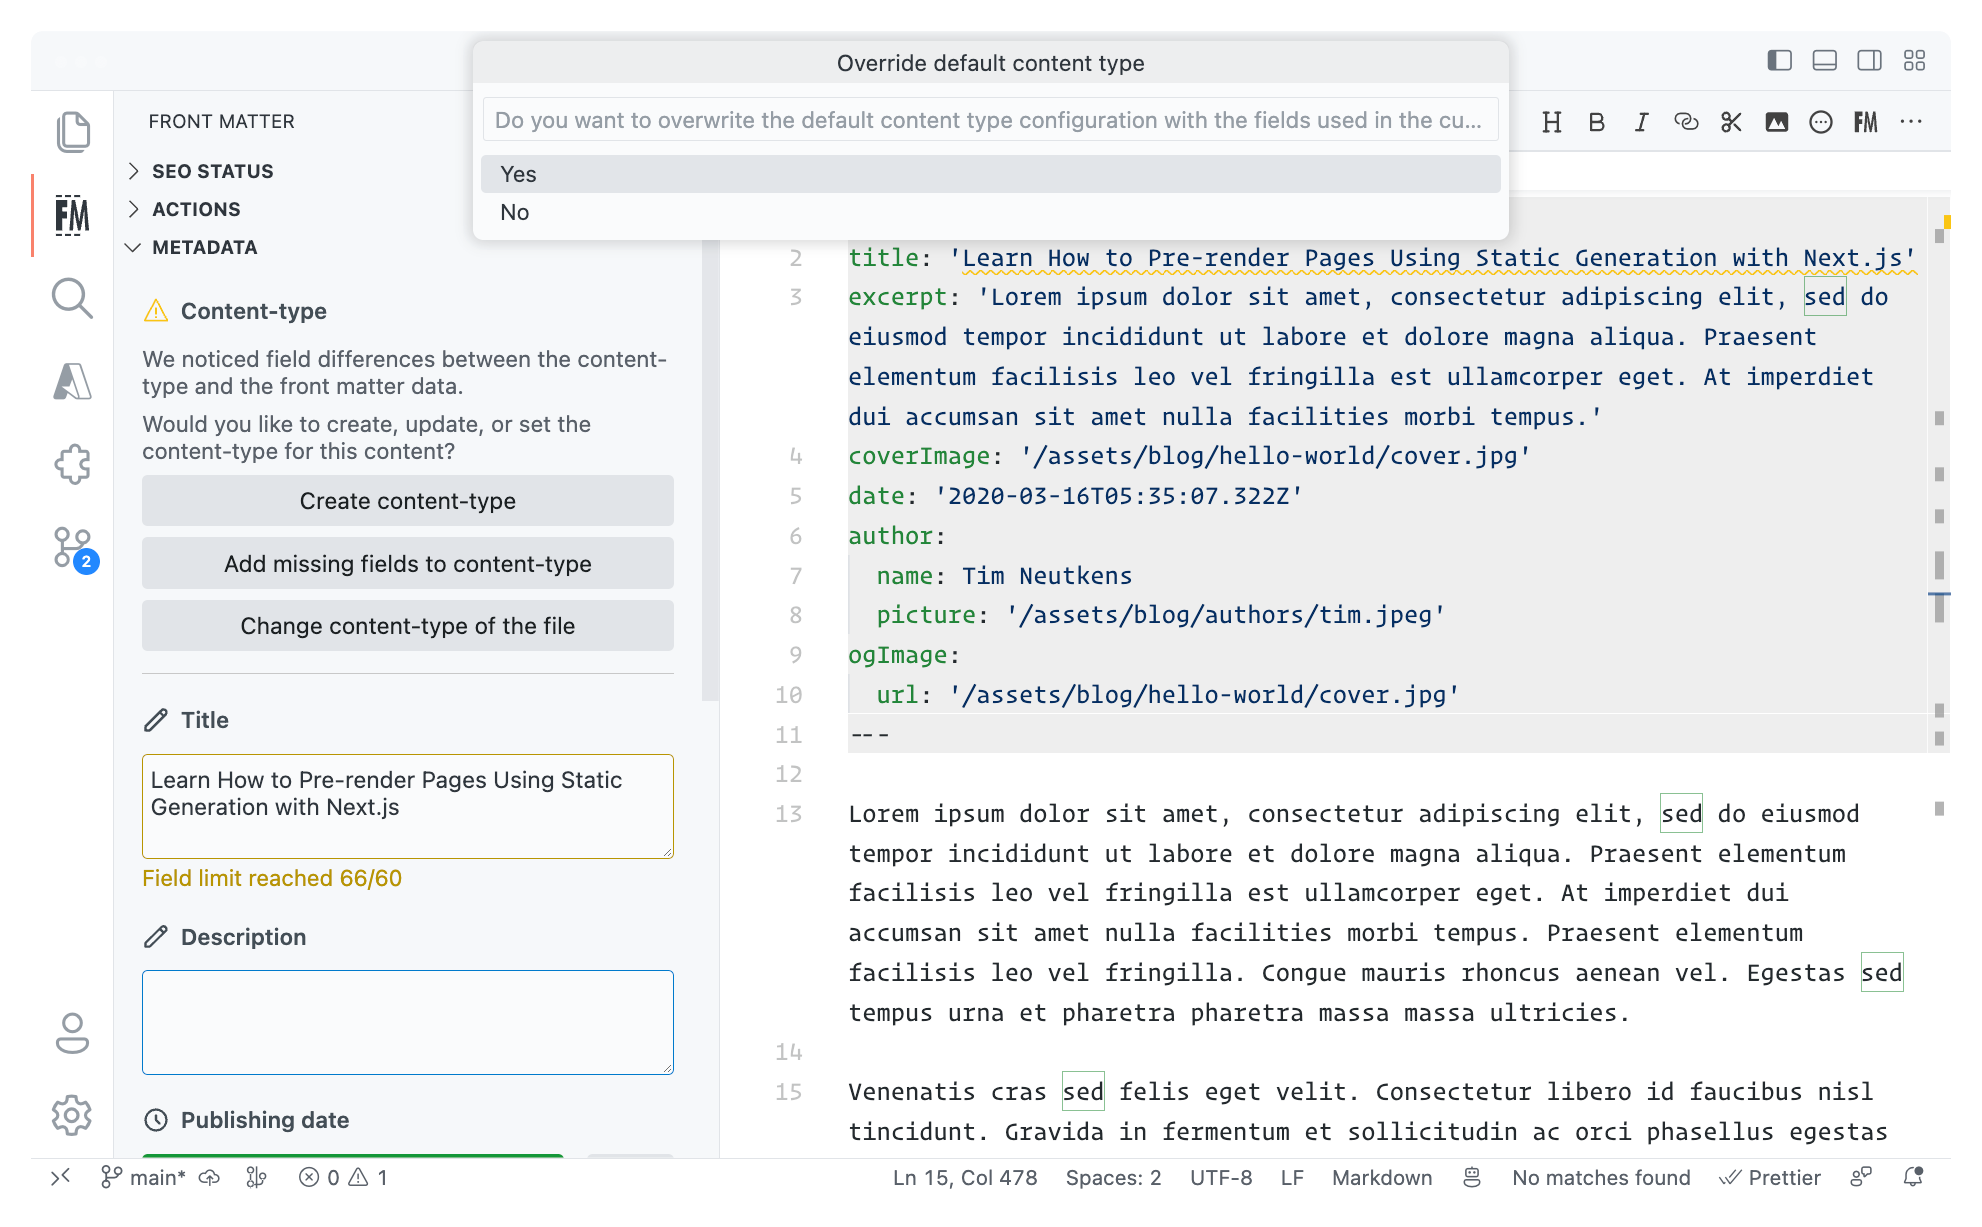 Override default content type
Do you want to overwrite the default content type configuration with the fields used in the cu...
Yes
No
FRONT MATTER
SEO STATUS
ACTIONS
METADATA
Content-type
We noticed field differences between the content-
type and the front matter data.
Would you like to create, update, or set the
content-type for this content?
Create content-type
Add missing fields to content-type
Change content-type of the file
Title
Learn How to Pre-render Pages Using Static
Generation with Next.js
Field limit reached 66/60
Description
Publishing date
FM
2
H B I FM ...
2 title: 'Learn How to Pre-render Pages Using Static Generation with Next.js'
3 excerpt: 'Lorem ipsum dolor sit amet, consectetur adipiscing elit, sed do
eiusmod tempor incididunt ut labore et dolore magna aliqua. Praesent
elementum facilisis leo vel fringilla est ullamcorper eget. At imperdiet
dui accumsan sit amet nulla facilities morbi tempus.'
4 coverImage: '/assets/blog/hello-world/cover.jpg'
5 date: '2020-03-16T05:35:07.322Z'
6 author:
7 name: Tim Neutkens
8 picture: '/assets/blog/authors/tim.jpeg'
9 ogImage:
10 url: '/assets/blog/hello-world/cover.jpg'
11 ---
12
13 Lorem ipsum dolor sit amet, consectetur adipiscing elit, sed do eiusmod
tempor incididunt ut labore et dolore magna aliqua. Praesent elementum
facilisis leo vel fringilla est ullamcorper eget. At imperdiet dui
accumsan sit amet nulla facilities morbi tempus. Praesent elementum
facilisis leo vel fringilla. Congue mauris rhoncus aenean vel. Egestas sed
tempus urna et pharetra pharetra massa massa ultricies.
14
15 Venenatis cras sed felis eget velit. Consectetur libero id faucibus nisl
tincidunt. Gravida in fermentum et sollicitudin ac orci phasellus egestas
main* 0 1 Ln 15, Col 478 Spaces: 2 UTF-8 LF Markdown No matches found Prettier